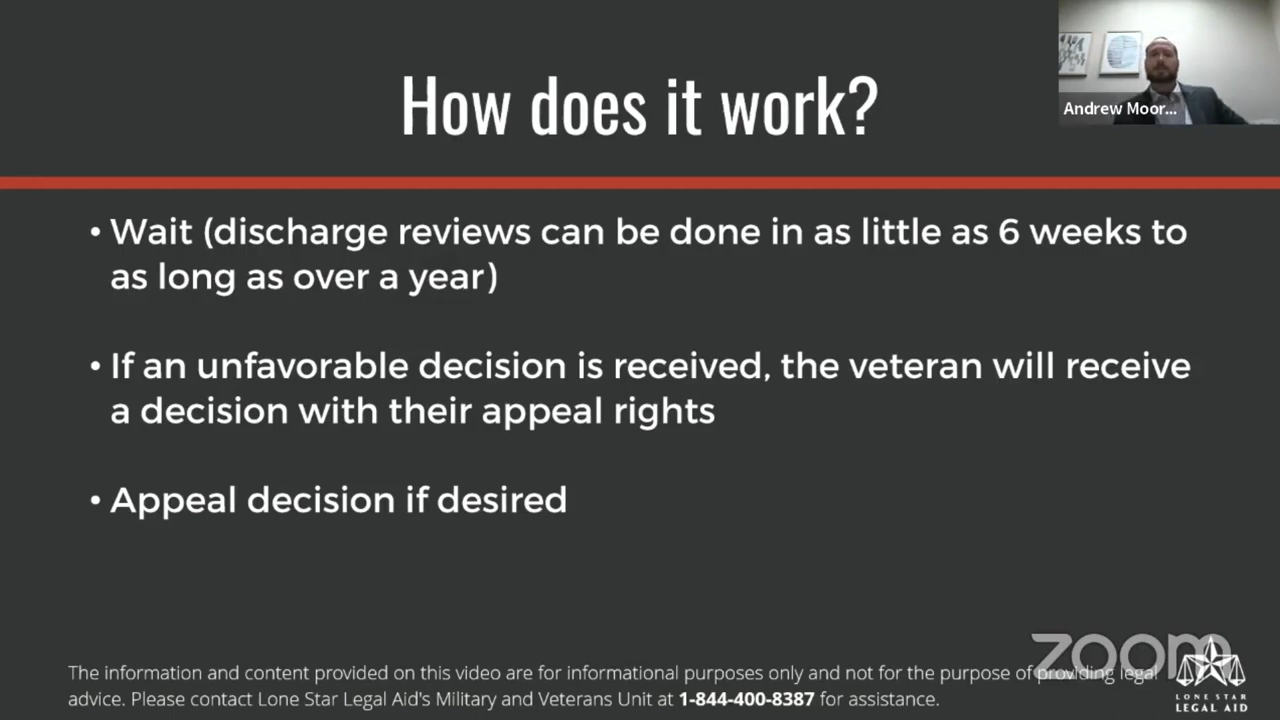 How does it work?
Andrew Moor...
• Wait (discharge reviews can be done in as little as 6 weeks to
as long as over a year)
• If an unfavorable decision is received, the veteran will receive
a decision with their appeal rights
• Appeal decision if desired
zoom
The information and content provided on this video are for informational purposes only and not for the purpose of providing legal
advice. Please contact Lone Star Legal Aid's Military and Veterans Unit at 1-844-400-8387 for assistance.
LONE STAR
LEGAL AID